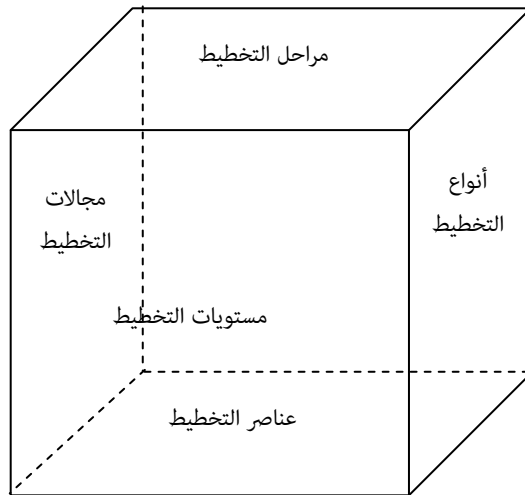 مراحل التخطيط
أنواع
التخطيط
مجالات
التخطيط
مستويات التخطيط
عناصر التخطيط